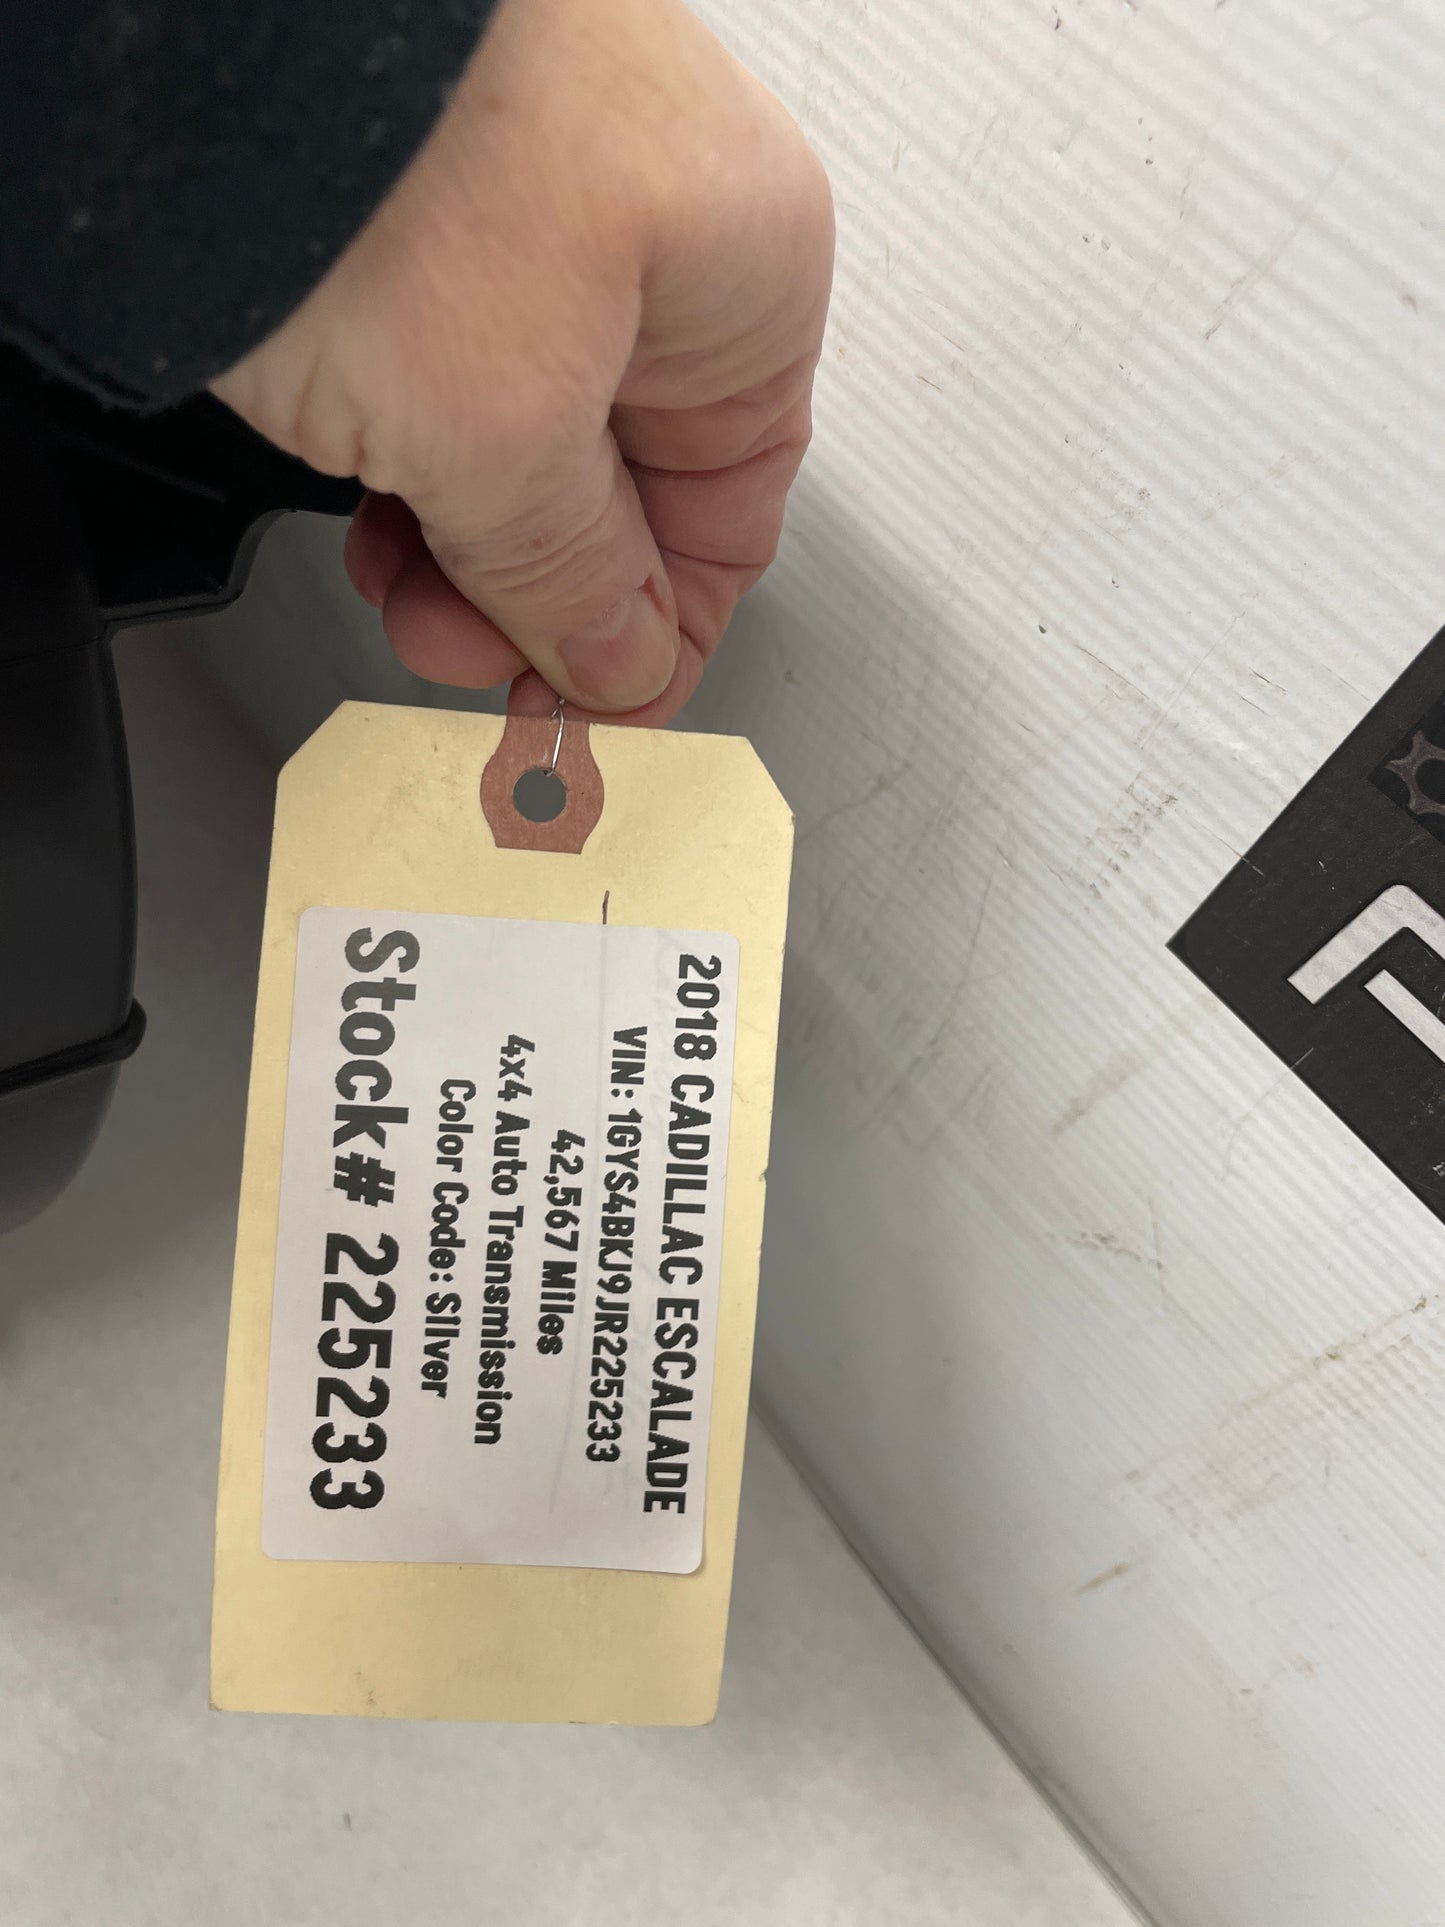 2018 CADILLAC ESCALADE
VIN: 1GYS4BKJ9JR225233
42,567 Miles
4x4 Auto Transmission
Color Code: Silver
Stock# 225233